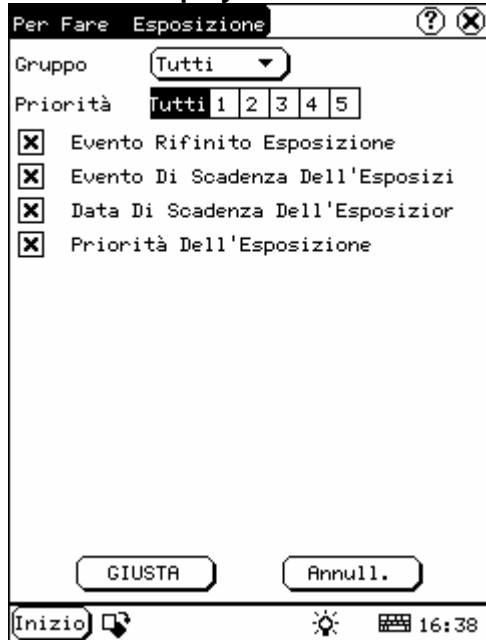 Per Fare Esposizione
Gruppo Tutti
Priorità Tutti 1 2 3 4 5
Evento Rifinito Esposizione
Evento Di Scadenza Dell'Esposizi
Data Di Scadenza Dell'Esposizior
Priorità Dell'Esposizione
GIUSTA Annull.
Inizio 16:38